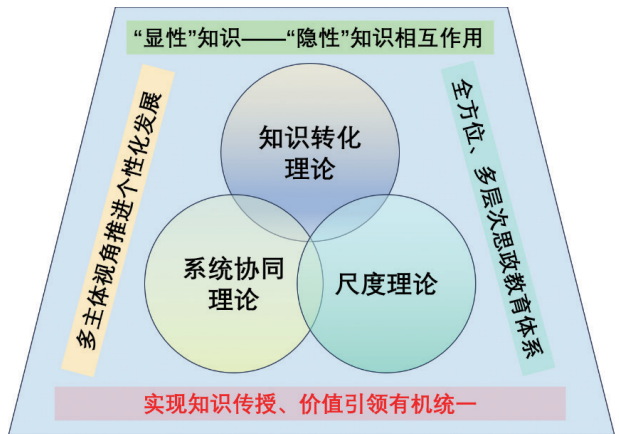 “显性”知识——“隐性”知识相互作用
多主体视角推进个性化发展
全方位、多层次思政教育体系
知识转化
理论
系统协同
理论
尺度理论
实现知识传授、价值引领有机统一